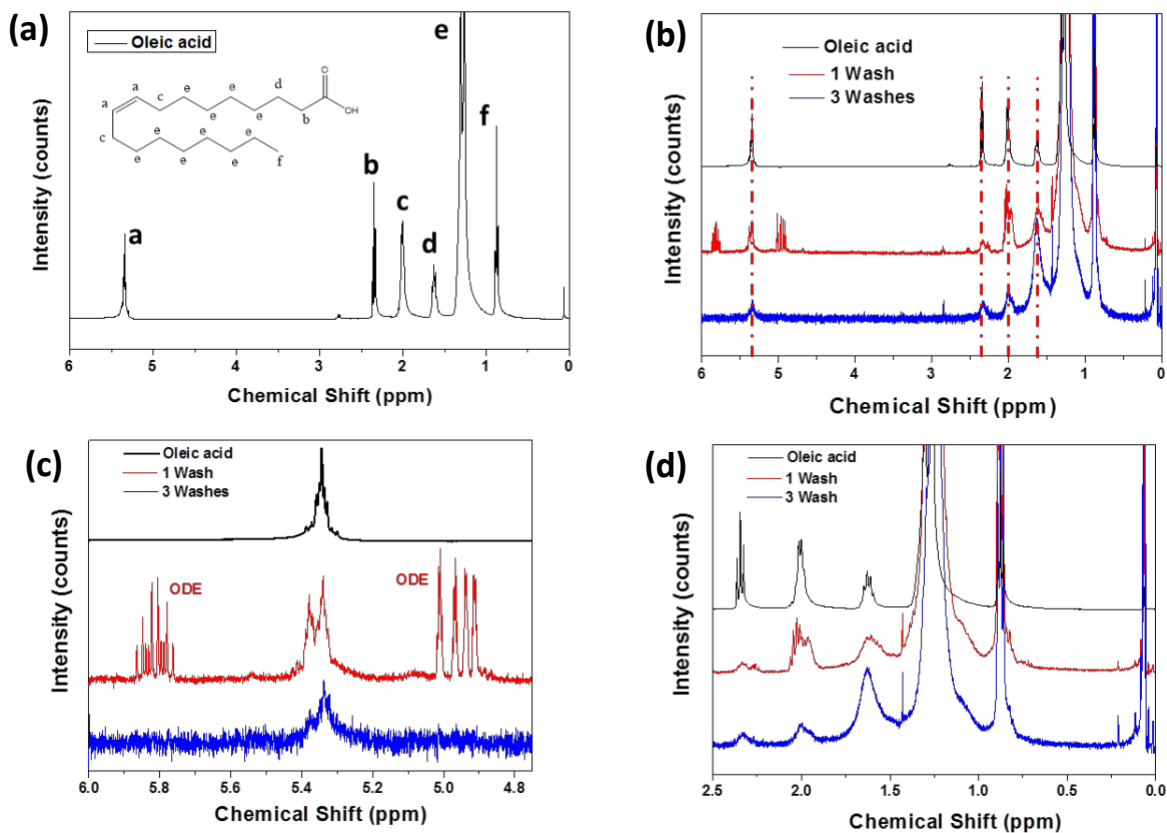 (a)
Oleic acid
a
a
c
c
e
e
e
e
e
d
b
O
OH
e
e
e
e
e
e
f
a
b
c
d
e
f
Intensity (counts)
6 5 4 3 2 1 0
Chemical Shift (ppm)
(b)
Oleic acid
1 Wash
3 Washes
Intensity (counts)
6 5 4 3 2 1 0
Chemical Shift (ppm)
(c)
Oleic acid
1 Wash
3 Washes
ODE
ODE
Intensity (counts)
6.0 5.8 5.6 5.4 5.2 5.0 4.8
Chemical Shift (ppm)
(d)
Oleic acid
1 Wash
3 Wash
Intensity (counts)
2.5 2.0 1.5 1.0 0.5 0.0
Chemical Shift (ppm)